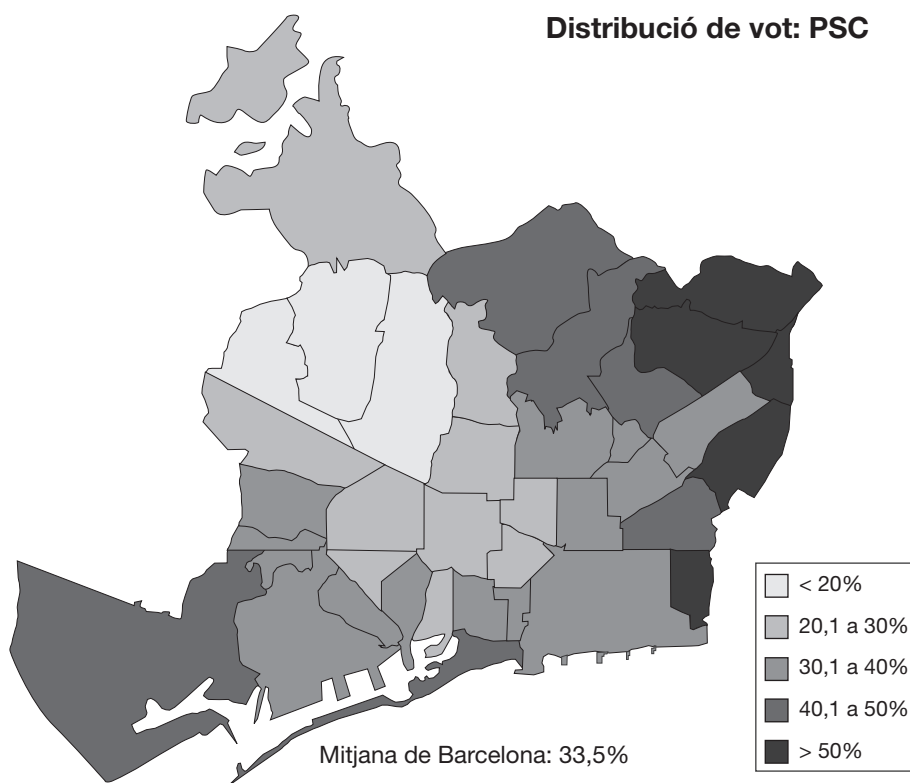 Distribució de vot: PSC
< 20%
20,1 a 30%
30,1 a 40%
40,1 a 50%
> 50%
Mitjana de Barcelona: 33,5%